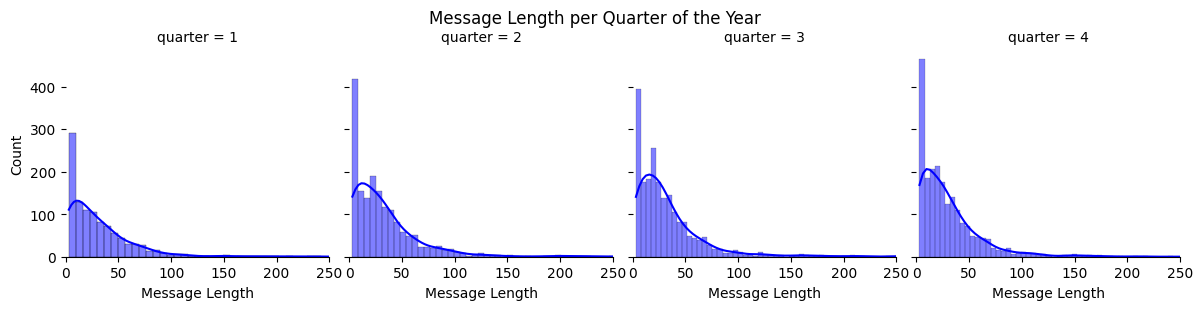 Message Length per Quarter of the Year
quarter = 1
quarter = 2
quarter = 3
quarter = 4
Count
400
300
200
100
0
0 50 100 150 200 250
0 50 100 150 200 250
0 50 100 150 200 250
0 50 100 150 200 250
Message Length
Message Length
Message Length
Message Length